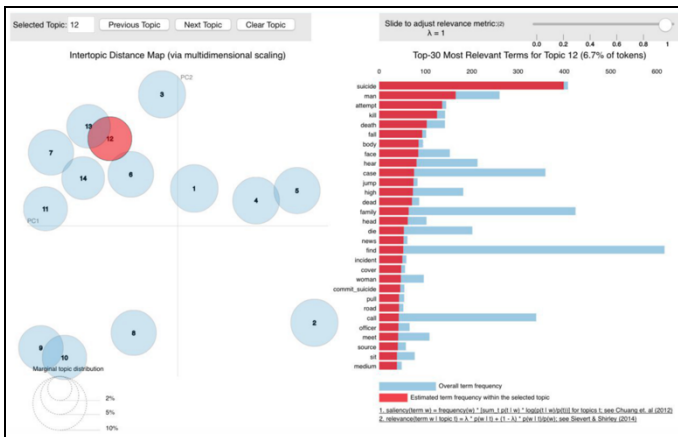 Selected Topic: 12
Previous Topic
Next Topic
Clear Topic
Slide to adjust relevance metric:(2)
λ = 1
0.0 0.2 0.4 0.6 0.8 1
Intertopic Distance Map (via multidimensional scaling)
PC2
3
13
12
7
14
6
1
4
5
11
PC1
2
8
9
10
Marginal topic distribution
2%
5%
10%
Top-30 Most Relevant Terms for Topic 12 (6.7% of tokens)
0 100 200 300 400 500 600
suicide
man
attempt
kill
death
fall
body
face
hear
case
jump
high
dead
family
head
die
news
find
incident
cover
woman
commit_suicide
pull
road
call
officer
meet
source
sit
medium
Overall term frequency
Estimated term frequency within the selected topic
1. saliency(term w) = frequency(w) * [sum_t p(t | w) * log(p(t | w)/p(t))] for topics t; see Chuang et. al (2012)
2. relevance(term w | topic t) = λ * p(w | t) + (1 - λ) * p(w | t)/p(w); see Sievert & Shirley (2014)